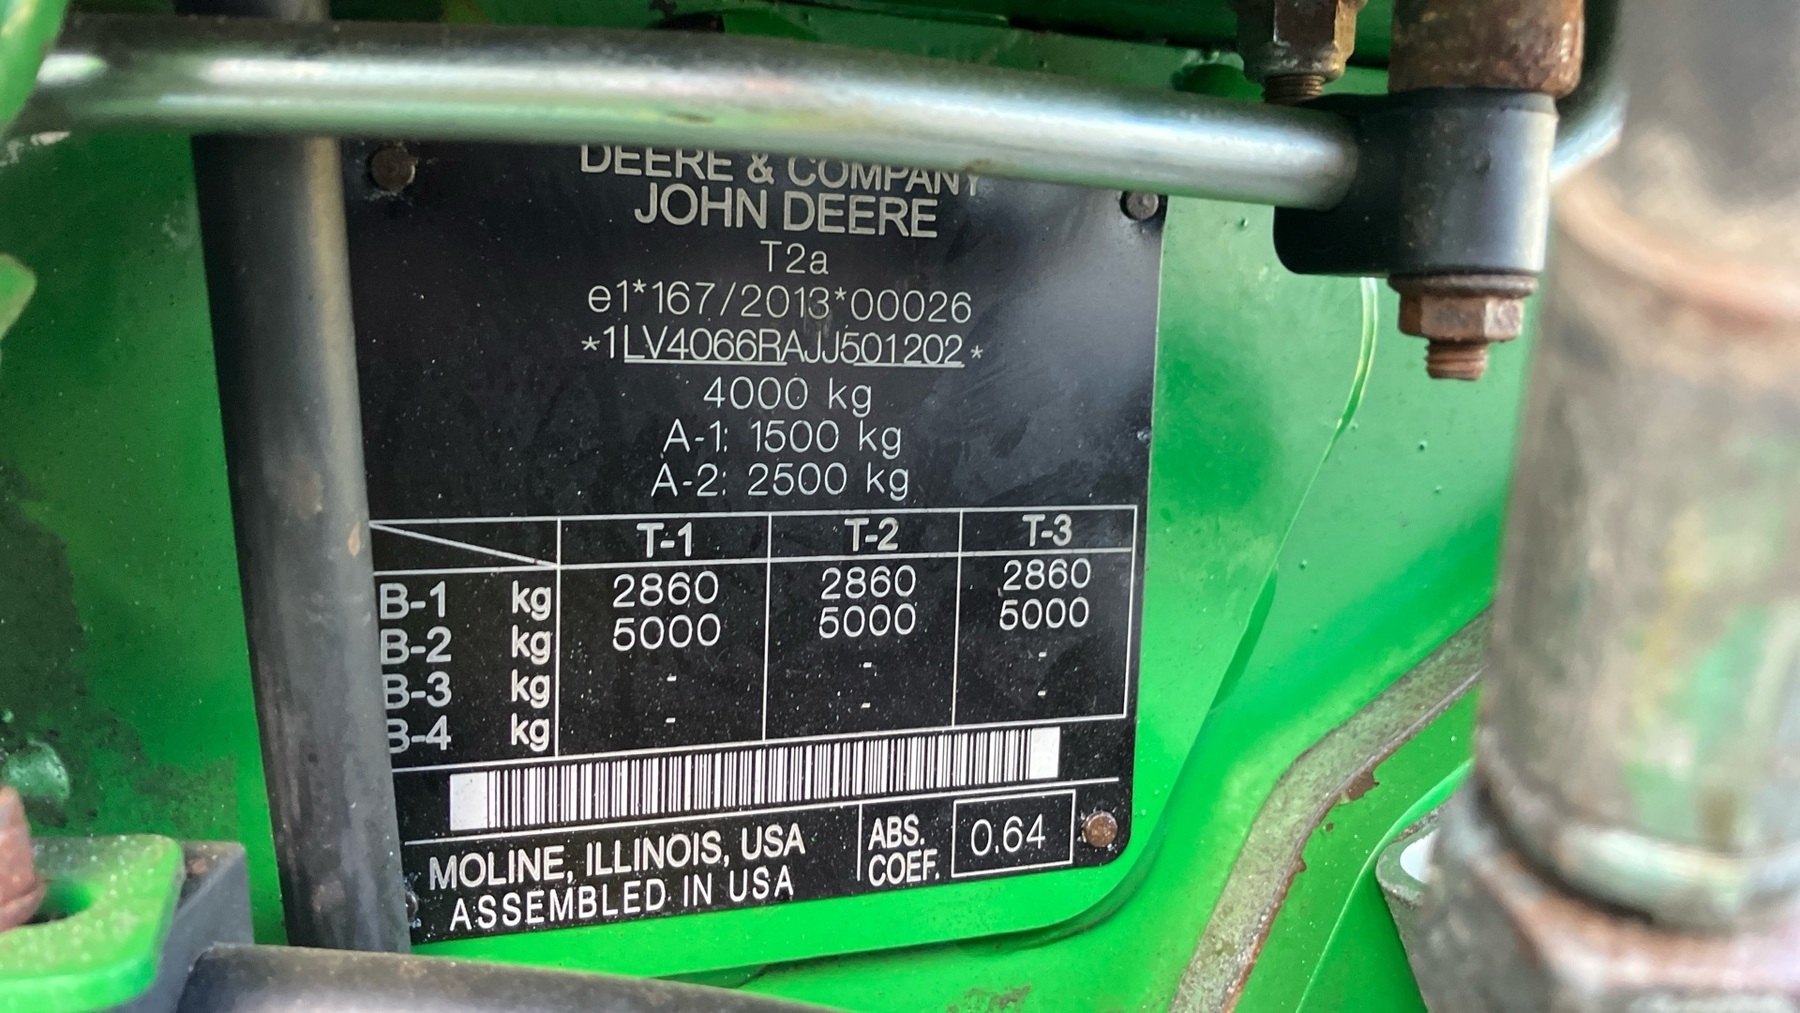 DEERE & COMPANY
JOHN DEERE
T2a
e1*167/2013*00026
*1LV4066RAJJ501202*
4000 kg
A-1: 1500 kg
A-2: 2500 kg
T-1 T-2 T-3
B-1 kg 2860 2860 2860
B-2 kg 5000 5000 5000
B-3 kg - - -
B-4 kg - - -
MOLINE, ILLINOIS, USA
ASSEMBLED IN USA
ABS.
COEF.
0.64